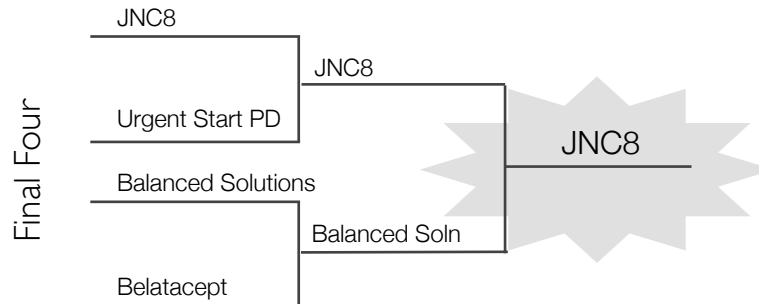 Final Four
JNC8
Urgent Start PD
Balanced Solutions
Belatacept
JNC8
Balanced Soln
JNC8